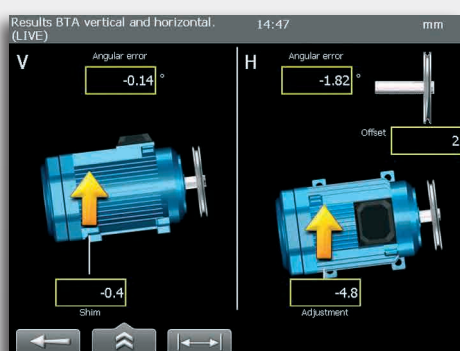 Results BTA vertical and horizontal. 14:47 mm
(LIVE)
V
Angular error
-0.14 °
H
Angular error
-1.82 °
Offset
2
-0.4
Shim
-4.8
Adjustment